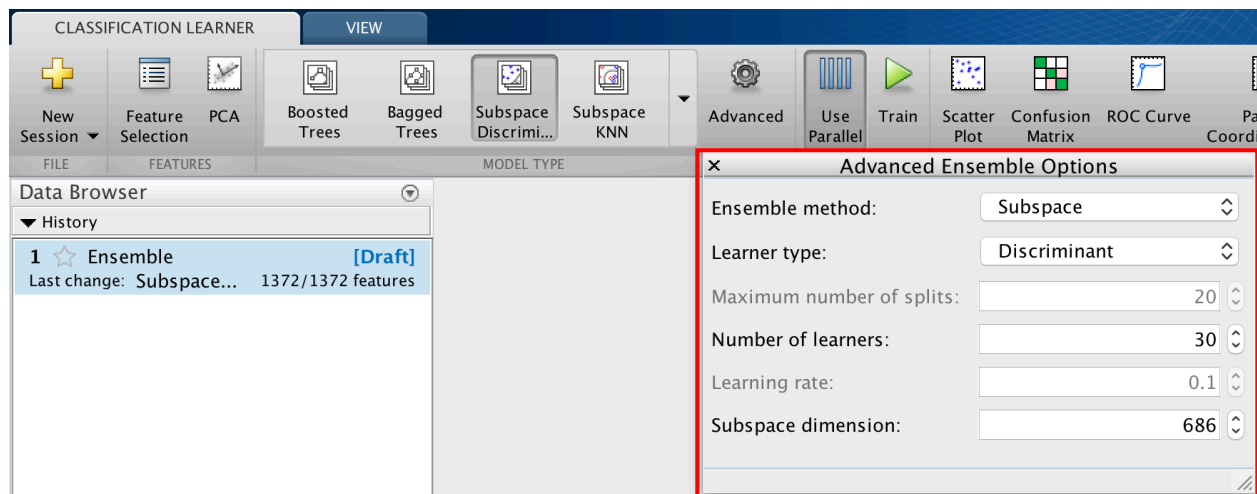 CLASSIFICATION LEARNER
VIEW
New
Session
Feature
Selection
PCA
Boosted
Trees
Bagged
Trees
Subspace
Discrimi...
Subspace
KNN
Advanced
Use
Parallel
Train
Scatter
Plot
Confusion
Matrix
ROC Curve
FILE
FEATURES
MODEL TYPE
Data Browser
History
1 Ensemble [Draft]
Last change: Subspace... 1372/1372 features
Advanced Ensemble Options
Ensemble method: Subspace
Learner type: Discriminant
Maximum number of splits: 20
Number of learners: 30
Learning rate: 0.1
Subspace dimension: 686